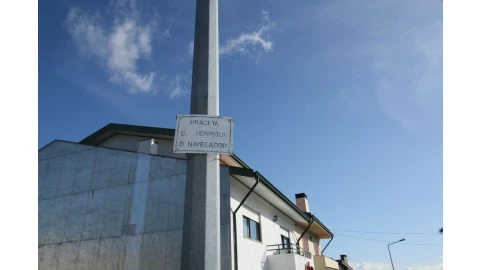 PRACETA
D. HENRIQUE
O NAVEGADOR